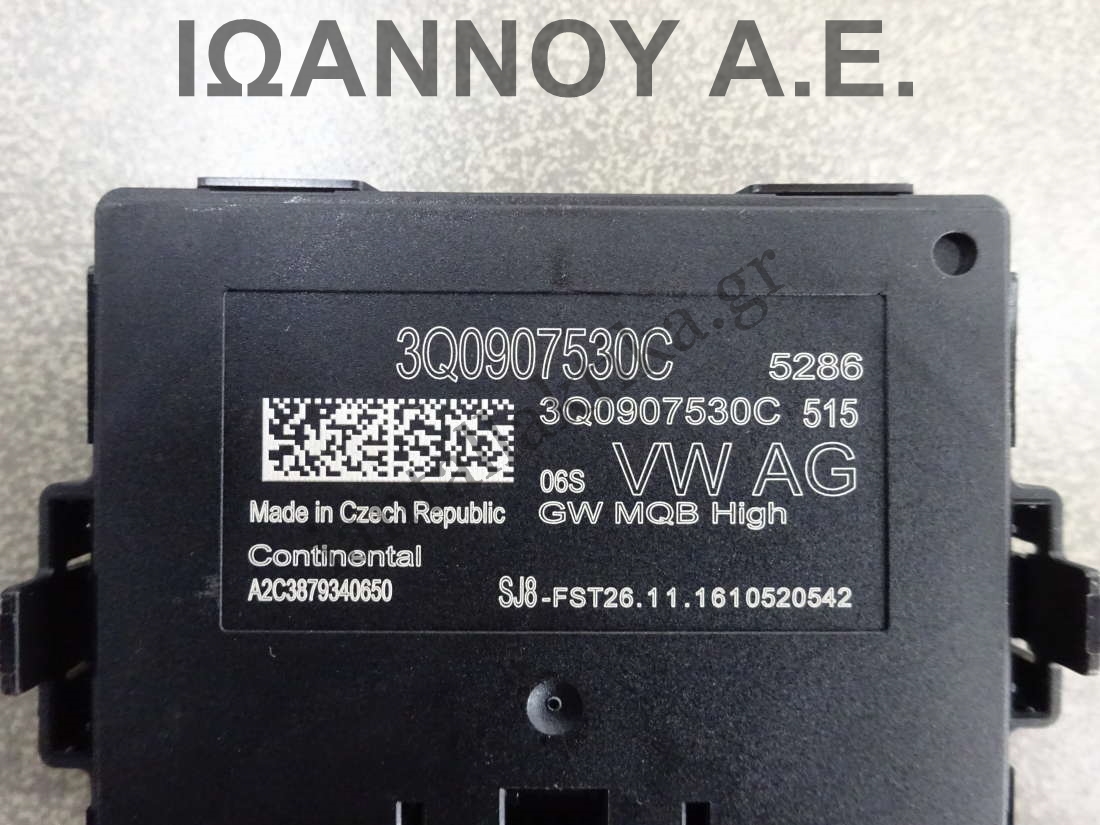 ΙΩΑΝΝΟΥ Α.Ε.
3Q0907530C 5286
3Q0907530C 515
06S VW AG
Made in Czech Republic GW MQB High
Continental
A2C3879340650 SJ8-FST26.11.1610520542